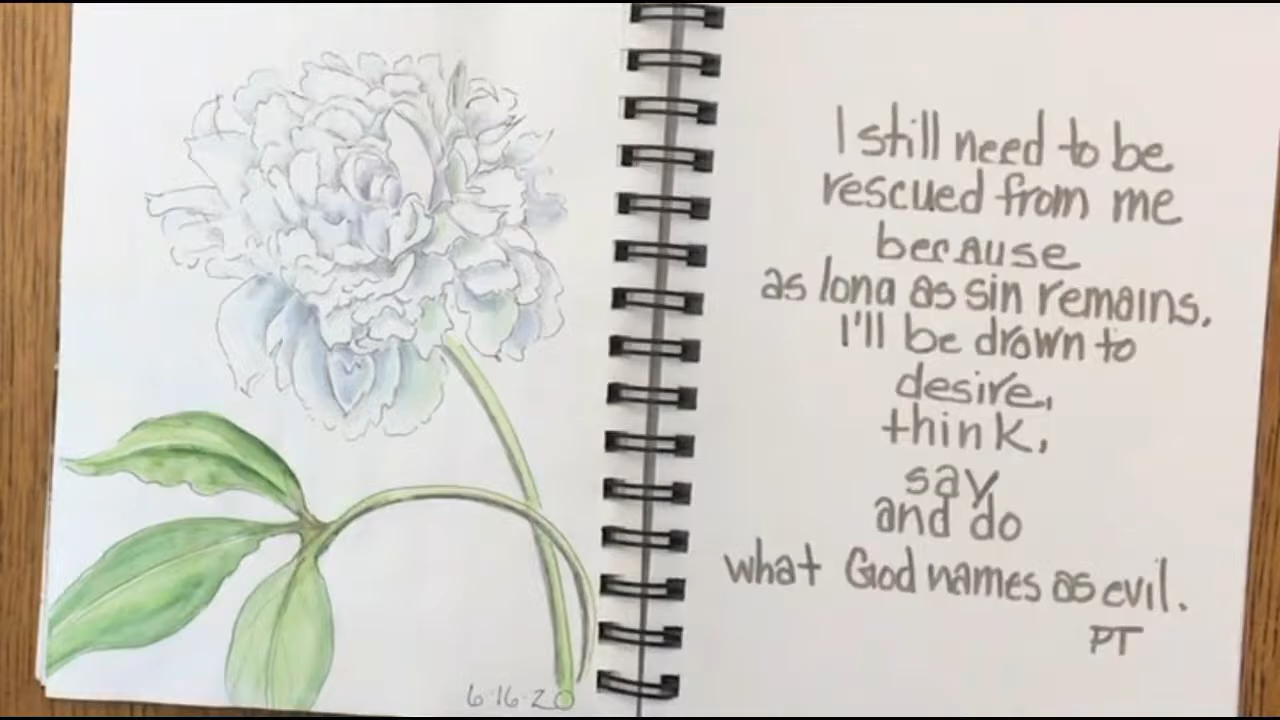 6·16·20
I still need to be
rescued from me
because
as long as sin remains,
I'll be drawn to
desire,
think,
say
and do
what God names as evil.
PT